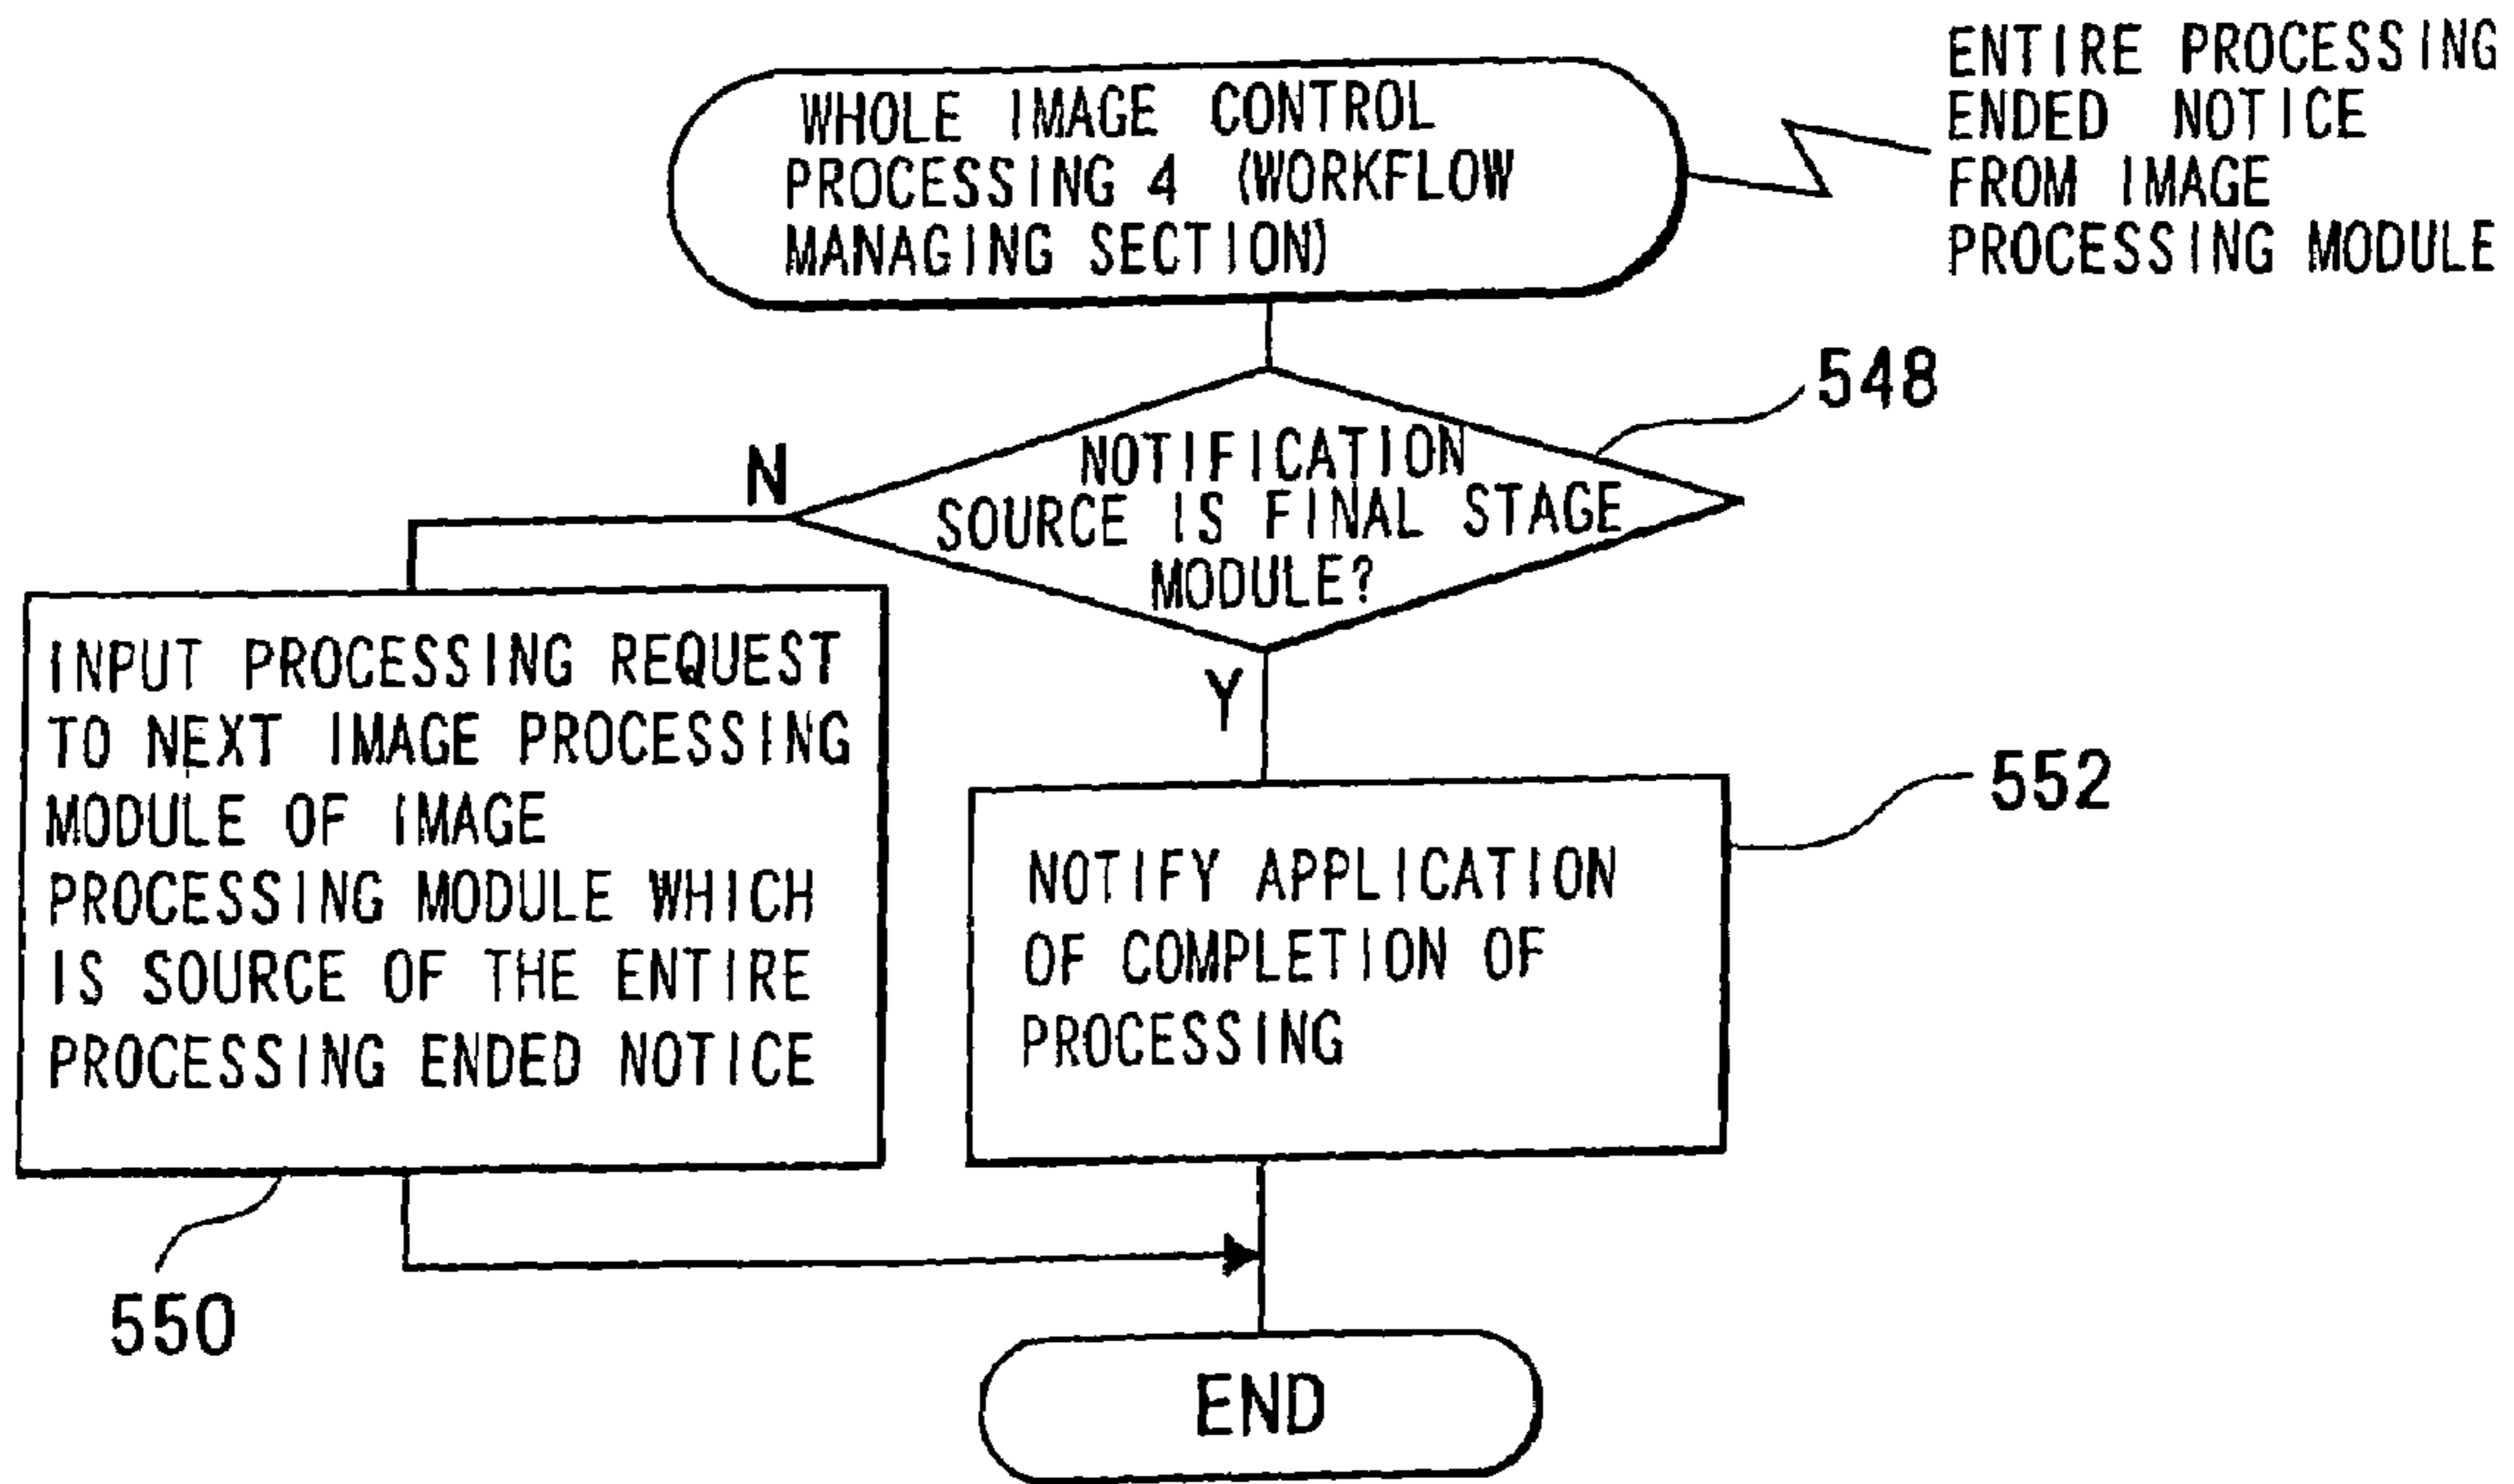 WHOLE IMAGE CONTROL
PROCESSING 4 (WORKFLOW
MANAGING SECTION)
ENTIRE PROCESSING
ENDED NOTICE
FROM IMAGE
PROCESSING MODULE
548
NOTIFICATION
SOURCE IS FINAL STAGE
MODULE?
N
Y
INPUT PROCESSING REQUEST
TO NEXT IMAGE PROCESSING
MODULE OF IMAGE
PROCESSING MODULE WHICH
IS SOURCE OF THE ENTIRE
PROCESSING ENDED NOTICE
550
552
NOTIFY APPLICATION
OF COMPLETION OF
PROCESSING
END